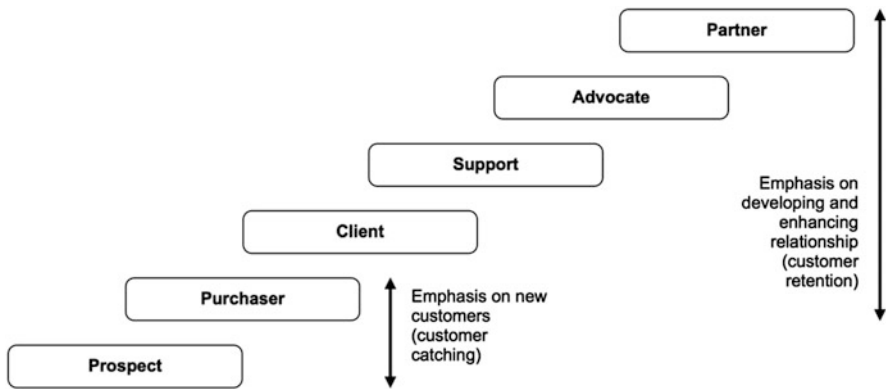 Partner
Advocate
Support
Emphasis on
developing and
enhancing
relationship
(customer
retention)
Client
Purchaser
Emphasis on new
customers
(customer
catching)
Prospect